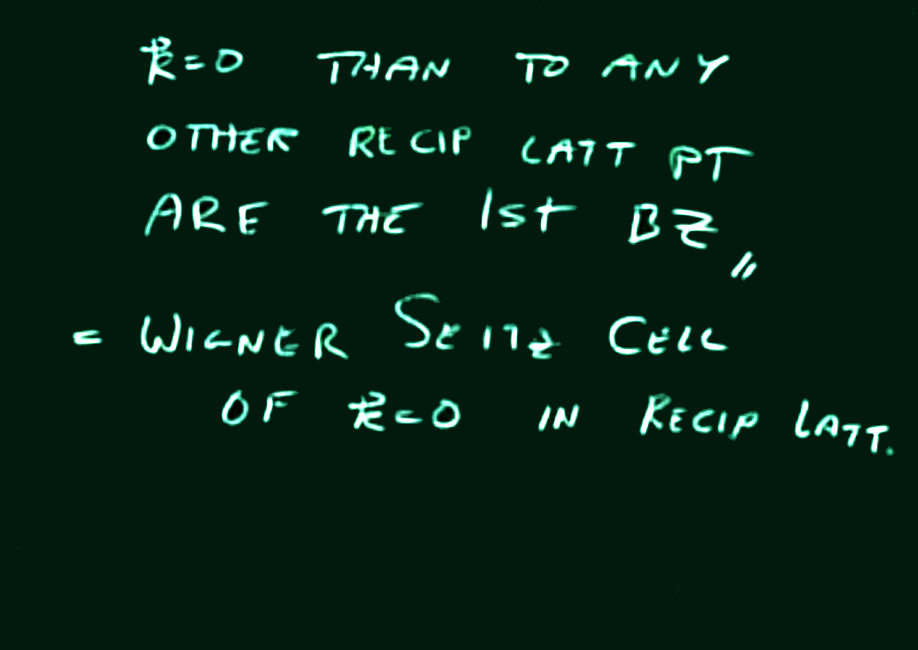 k⃗=0 THAN TO ANY
OTHER RECIP LATT PT
ARE THE 1st BZ"
= WIGNER SEITZ CELL
OF k⃗=0 IN RECIP LATT.